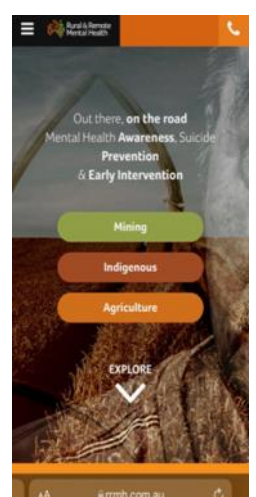 Rural & Remote
Mental Health
Out there, on the road
Mental Health Awareness, Suicide
Prevention
& Early Intervention
Mining
Indigenous
Agriculture
EXPLORE
AA
rrmh.com.au